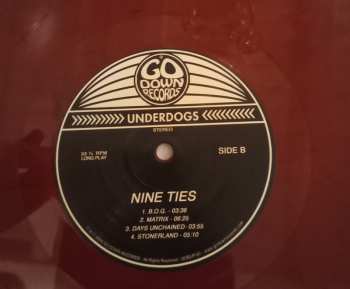 GO
DOWN
RECORDS
UNDERDOGS
STEREO
33 ⅓ RPM
LONG PLAY
SIDE B
NINE TIES
1. B.O.G. - 03:36
2. MATRIX - 06:25
3. DAYS UNCHAINED - 03:55
4. STONERLAND - 03:10